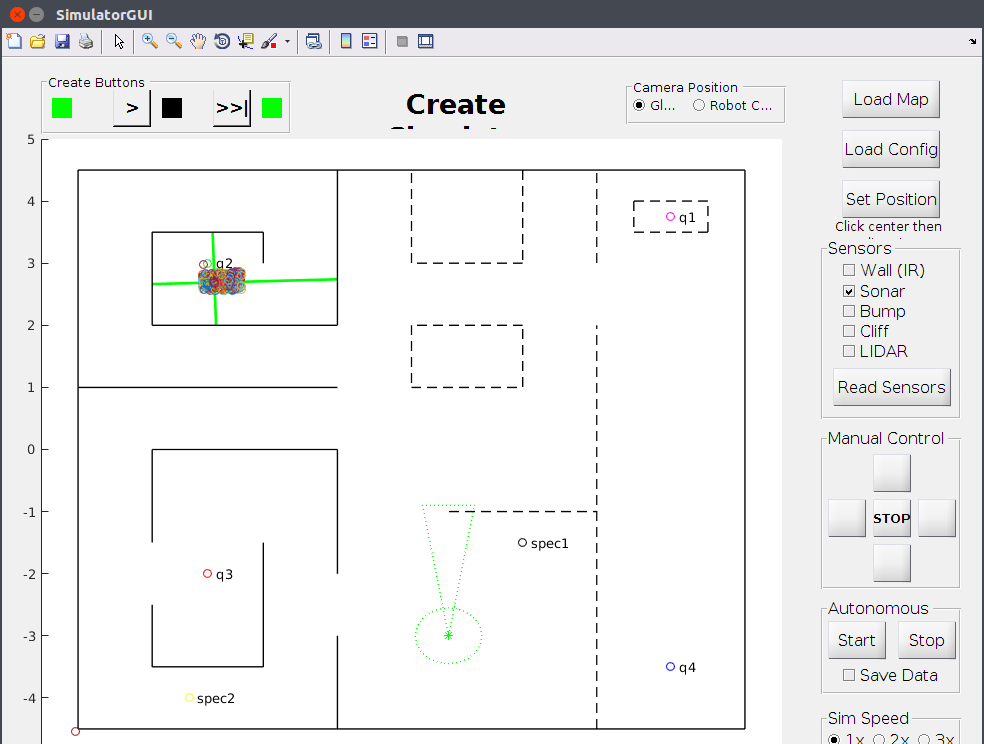 SimulatorGUI
Create Buttons
> >>|
Create
Camera Position
Gl... Robot C...
Load Map
Load Config
Set Position
Click center then
Sensors
Wall (IR)
Sonar
Bump
Cliff
LIDAR
Read Sensors
Manual Control
STOP
Autonomous
Start Stop
Save Data
Sim Speed
1x 2x 3x
5
4
3
2
1
0
-1
-2
-3
-4
q1
q2
spec1
q3
q4
spec2